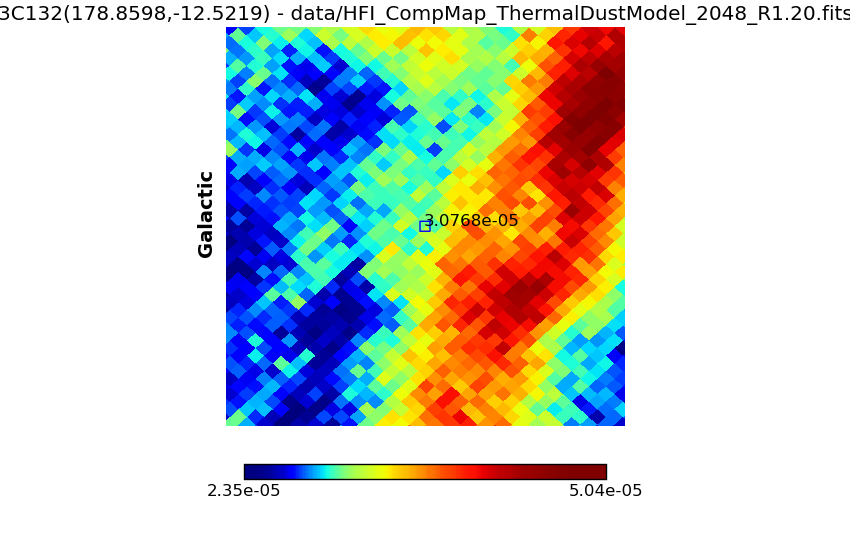 3C132(178.8598,-12.5219) - data/HFI_CompMap_ThermalDustModel_2048_R1.20.fits
Galactic
3.0768e-05
2.35e-05 5.04e-05